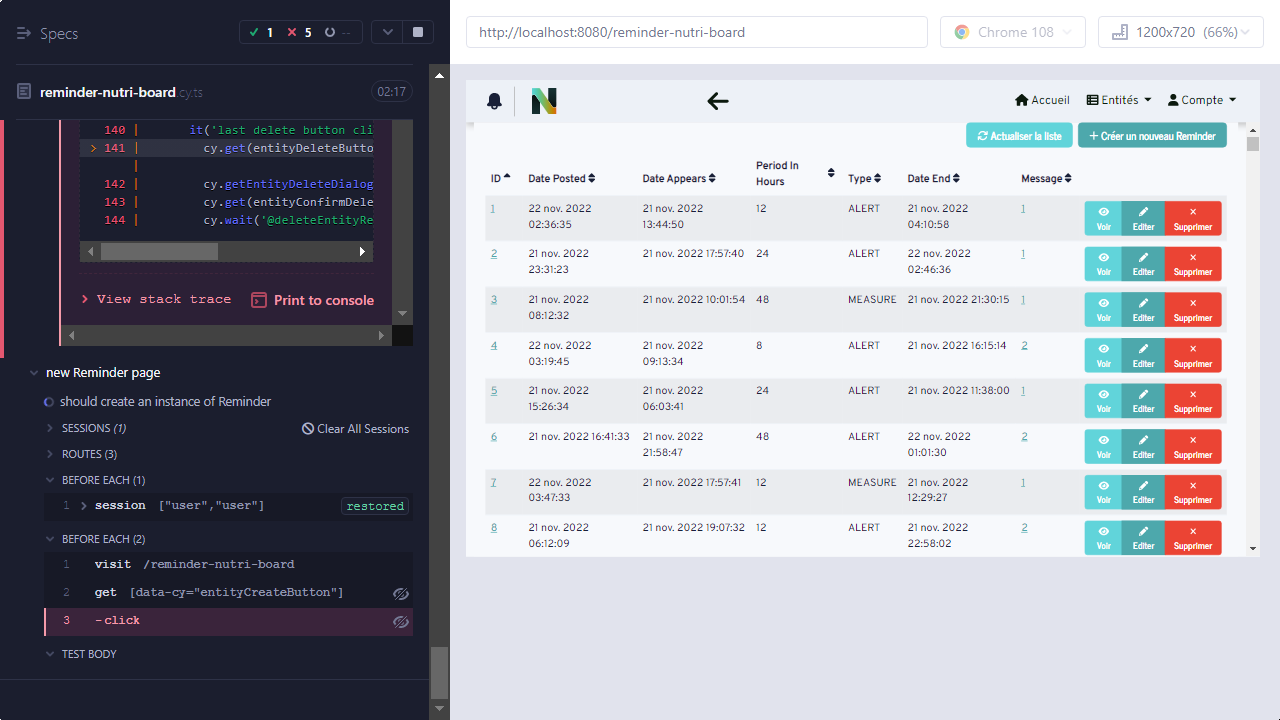 Specs
1
5
--
reminder-nutri-board.cy.ts
02:17
140 | it('last delete button cli
> 141 | cy.get(entityDeleteButto
|
142 | cy.getEntityDeleteDialog
143 | cy.get(entityConfirmDele
144 | cy.wait('@deleteEntityRe
> View stack trace
Print to console
new Reminder page
should create an instance of Reminder
SESSIONS (1)
Clear All Sessions
ROUTES (3)
BEFORE EACH (1)
1 session ["user","user"] restored
BEFORE EACH (2)
1 visit /reminder-nutri-board
2 get [data-cy="entityCreateButton"]
3 -click
TEST BODY
http://localhost:8080/reminder-nutri-board
Chrome 108
1200x720 (66%)
N
Accueil
Entités
Compte
Actualiser la liste
+ Créer un nouveau Reminder
ID Date Posted Date Appears Period In Hours Type Date End Message
1 22 nov. 2022 02:36:35 21 nov. 2022 13:44:50 12 ALERT 21 nov. 2022 04:10:58 1 Voir Editer Supprimer
2 21 nov. 2022 23:31:23 21 nov. 2022 17:57:40 24 ALERT 22 nov. 2022 02:46:36 1 Voir Editer Supprimer
3 21 nov. 2022 08:12:32 21 nov. 2022 10:01:54 48 MEASURE 21 nov. 2022 21:30:15 1 Voir Editer Supprimer
4 22 nov. 2022 03:19:45 21 nov. 2022 09:13:34 8 ALERT 21 nov. 2022 16:15:14 2 Voir Editer Supprimer
5 21 nov. 2022 15:26:34 21 nov. 2022 06:03:41 24 ALERT 21 nov. 2022 11:38:00 1 Voir Editer Supprimer
6 21 nov. 2022 16:41:33 21 nov. 2022 21:58:47 48 ALERT 22 nov. 2022 01:01:30 2 Voir Editer Supprimer
7 22 nov. 2022 03:47:33 21 nov. 2022 17:57:41 12 MEASURE 21 nov. 2022 12:29:27 1 Voir Editer Supprimer
8 21 nov. 2022 06:12:09 21 nov. 2022 19:07:32 12 ALERT 21 nov. 2022 22:58:02 2 Voir Editer Supprimer